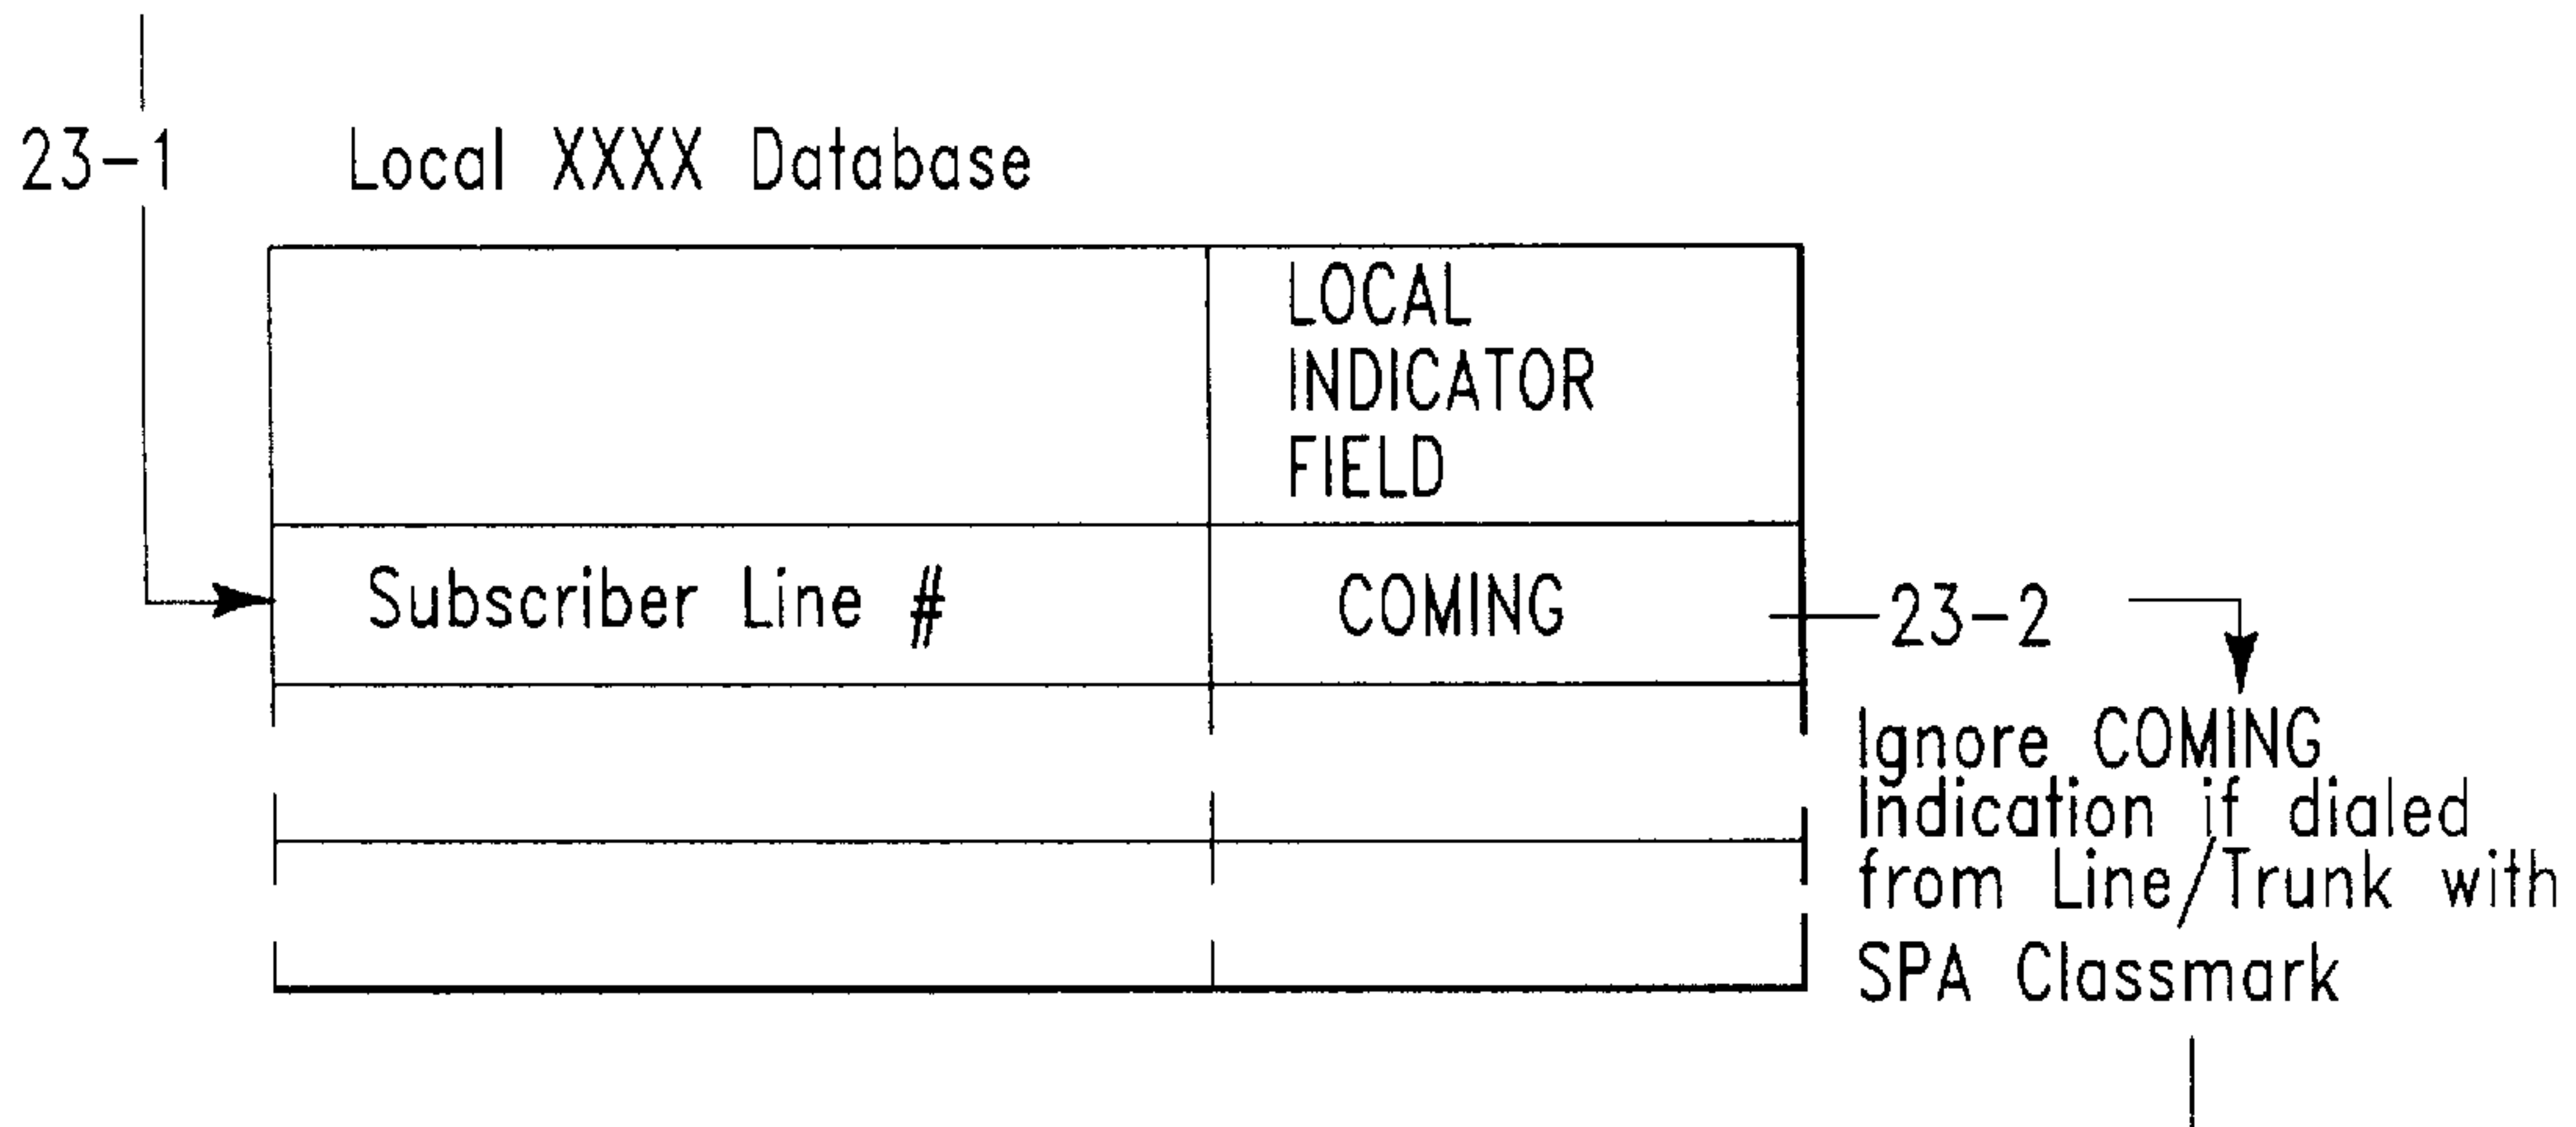 23-1
Local XXXX Database
LOCAL
INDICATOR
FIELD
Subscriber Line #
COMING
23-2
Ignore COMING
Indication if dialed
from Line/Trunk with
SPA Classmark